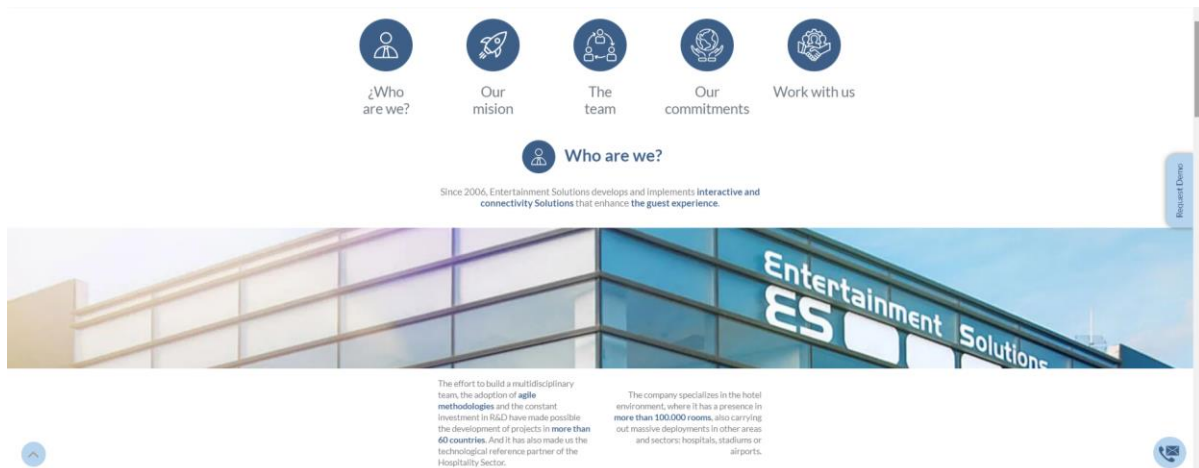 ¿Who
are we?
Our
mision
The
team
Our
commitments
Work with us
Who are we?
Since 2006, Entertainment Solutions develops and implements interactive and
connectivity Solutions that enhance the guest experience.
Request Demo
Entertainment Solutions
ES
The effort to build a multidisciplinary
team, the adoption of agile
methodologies and the constant
investment in R&D have made possible
the development of projects in more than
60 countries. And it has also made us the
technological reference partner of the
Hospitality Sector.
The company specializes in the hotel
environment, where it has a presence in
more than 100.000 rooms, also carrying
out massive deployments in other areas
and sectors: hospitals, stadiums or
airports.